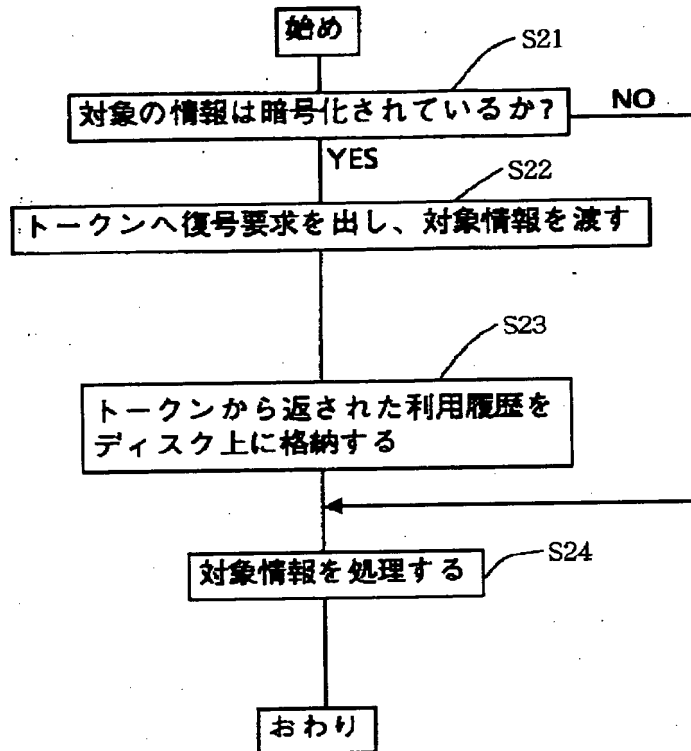 始め
S21
対象の情報は暗号化されているか?
NO
YES
S22
トークンへ復号要求を出し、対象情報を渡す
S23
トークンから返された利用履歴を
ディスク上に格納する
S24
対象情報を処理する
おわり